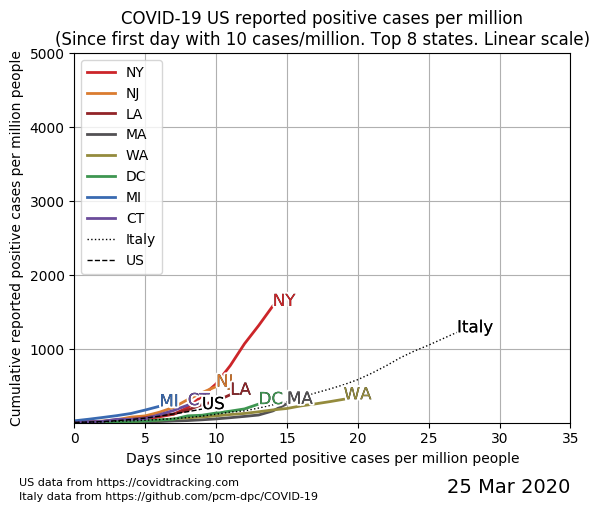 COVID-19 US reported positive cases per million
(Since first day with 10 cases/million. Top 8 states. Linear scale)
Cumulative reported positive cases per million people
5000
4000
3000
2000
1000
NY
NJ
LA
MA
WA
DC
MI
CT
Italy
US
NY
Italy
NJ
LA
MI
CT
US
DC
MA
WA
0
5
10
15
20
25
30
35
Days since 10 reported positive cases per million people
US data from https://covidtracking.com
Italy data from https://github.com/pcm-dpc/COVID-19
25 Mar 2020